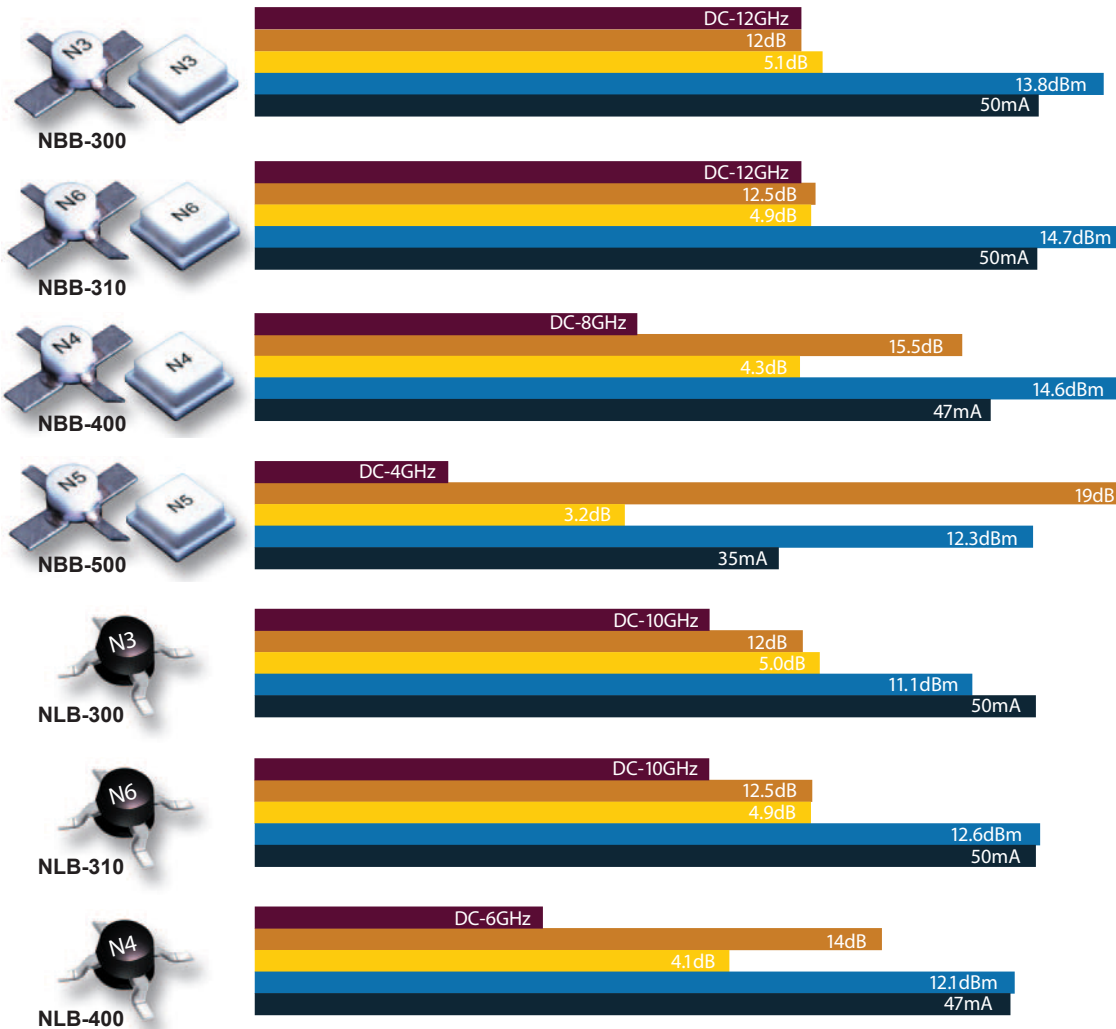 N3
N3
NBB-300
DC-12GHz
12dB
5.1dB
13.8dBm
50mA
N6
N6
NBB-310
DC-12GHz
12.5dB
4.9dB
14.7dBm
50mA
N4
N4
NBB-400
DC-8GHz
15.5dB
4.3dB
14.6dBm
47mA
N5
N5
NBB-500
DC-4GHz
19dB
3.2dB
12.3dBm
35mA
N3
NLB-300
DC-10GHz
12dB
5.0dB
11.1dBm
50mA
N6
NLB-310
DC-10GHz
12.5dB
4.9dB
12.6dBm
50mA
N4
NLB-400
DC-6GHz
14dB
4.1dB
12.1dBm
47mA